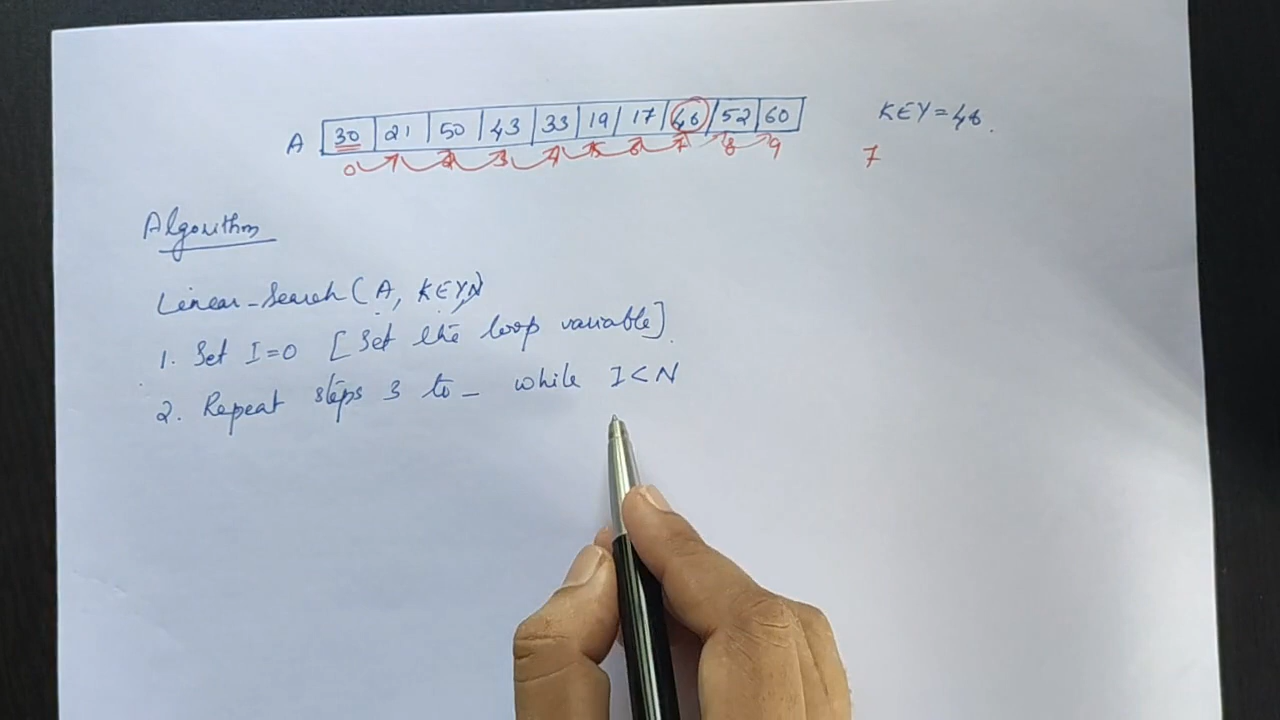 A 30 21 50 43 33 19 17 46 52 60 KEY=46.
0 1 2 3 4 5 6 7 8 9 7
Algorithm
Linear-Search(A, KEY,N)
1. Set I=0 [Set the loop variable].
2. Repeat steps 3 to _ while I<N